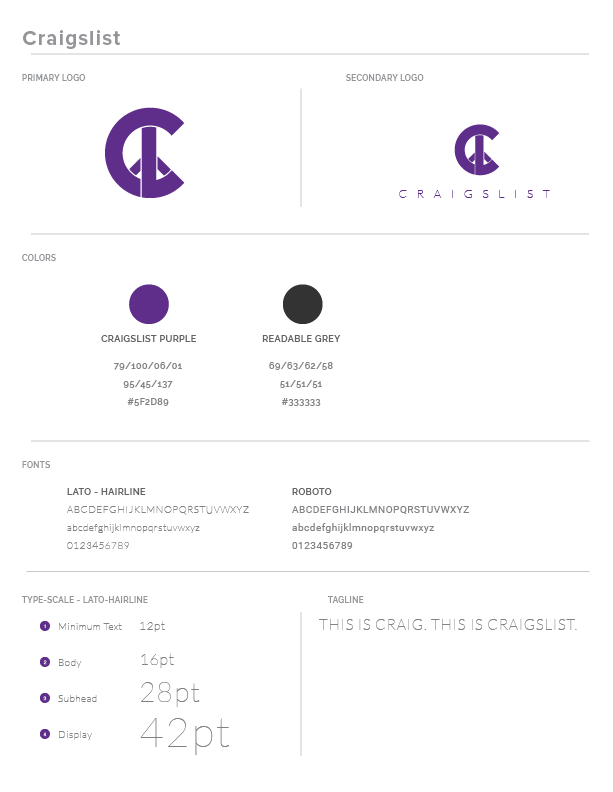 Craigslist
PRIMARY LOGO
SECONDARY LOGO
CRAIGSLIST
COLORS
CRAIGSLIST PURPLE
79/100/06/01
95/45/137
#5F2D89
READABLE GREY
69/63/62/58
51/51/51
#333333
FONTS
LATO - HAIRLINE
ABCDEFGHIJKLMNOPQRSTUVWXYZ
abcdefghijklmnopqrstuvwxyz
0123456789
ROBOTO
ABCDEFGHIJKLMNOPQRSTUVWXYZ
abcdefghijklmnopqrstuvwxyz
0123456789
TYPE-SCALE - LATO-HAIRLINE
1 Minimum Text 12pt
2 Body 16pt
3 Subhead 28pt
4 Display 42pt
TAGLINE
THIS IS CRAIG. THIS IS CRAIGSLIST.